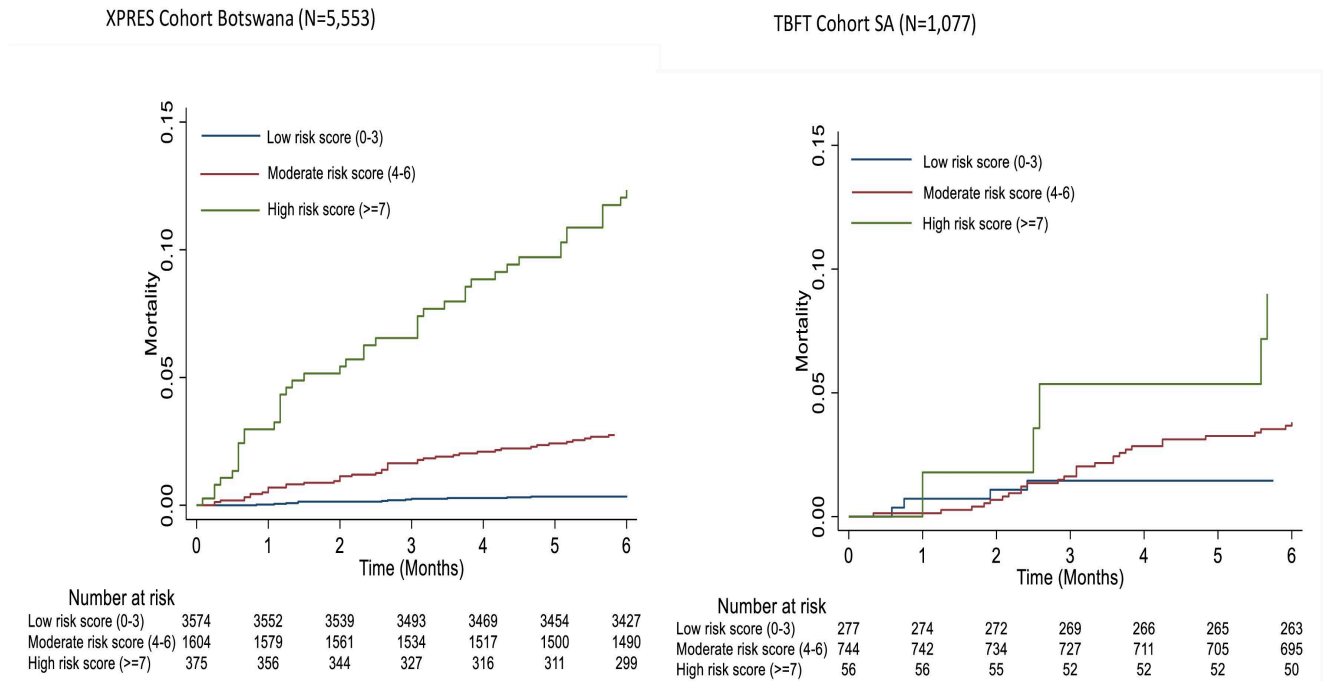 XPRES Cohort Botswana (N=5,553)
Mortality
0.15
0.10
0.05
0.00
Low risk score (0-3)
Moderate risk score (4-6)
High risk score (>=7)
0 1 2 3 4 5 6
Time (Months)
Number at risk
Low risk score (0-3) 3574 3552 3539 3493 3469 3454 3427
Moderate risk score (4-6) 1604 1579 1561 1534 1517 1500 1490
High risk score (>=7) 375 356 344 327 316 311 299
TBFT Cohort SA (N=1,077)
Mortality
0.15
0.10
0.05
0.00
Low risk score (0-3)
Moderate risk score (4-6)
High risk score (>=7)
0 1 2 3 4 5 6
Time (Months)
Number at risk
Low risk score (0-3) 277 274 272 269 266 265 263
Moderate risk score (4-6) 744 742 734 727 711 705 695
High risk score (>=7) 56 56 55 52 52 52 50